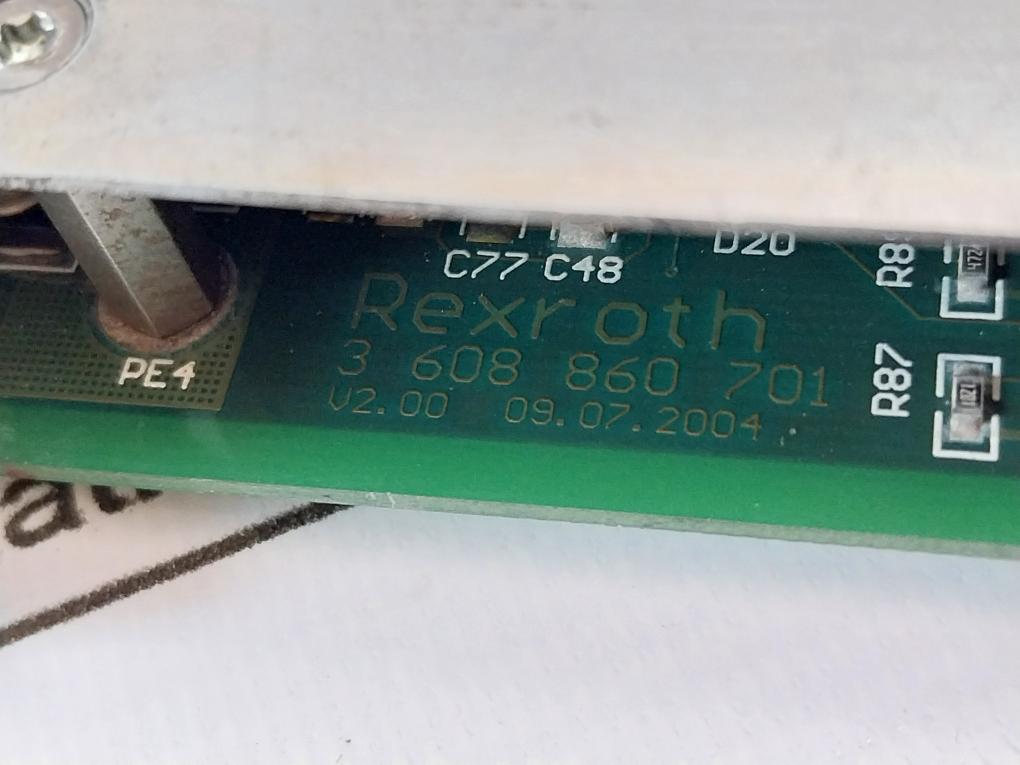 C77 C48
D20
Rexroth
3 608 860 701
V2.00 09.07.2004
PE4
R87